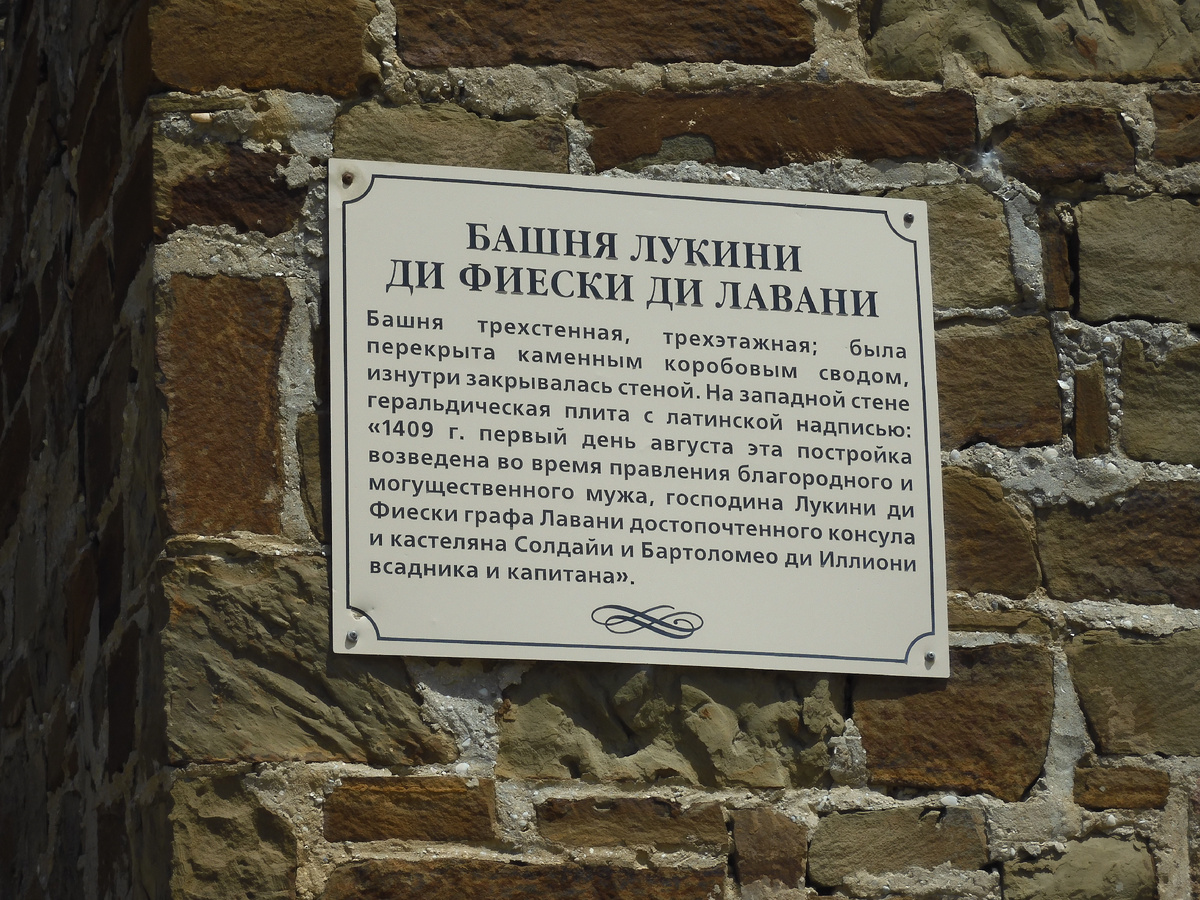 БАШНЯ ЛУКИНИ
ДИ ФИЕСКИ ДИ ЛАВАНИ
Башня трехстенная, трехэтажная; была
перекрыта каменным коробовым сводом,
изнутри закрывалась стеной. На западной стене
геральдическая плита с латинской надписью:
«1409 г. первый день августа эта постройка
возведена во время правления благородного и
могущественного мужа, господина Лукини ди
Фиески графа Лавани достопочтенного консула
и кастеляна Солдайи и Бартоломео ди Иллиони
всадника и капитана».